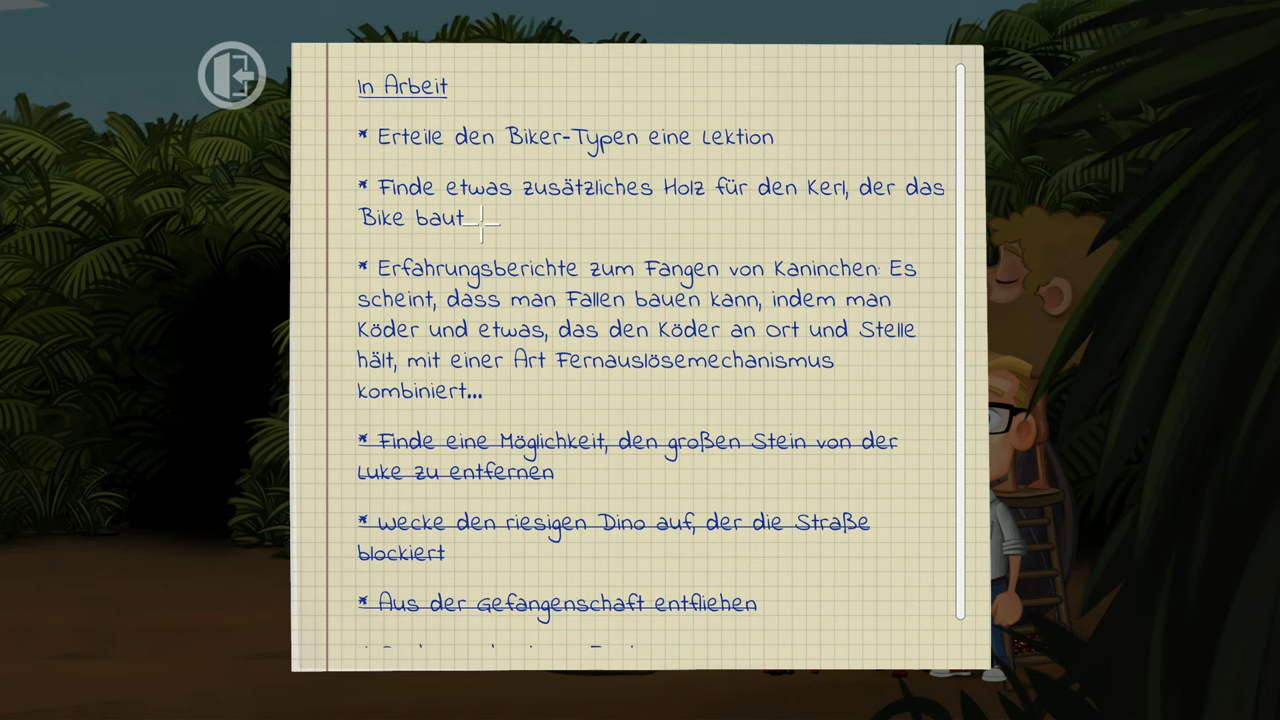 In Arbeit
* Erteile den Biker-Typen eine Lektion
* Finde etwas zusätzliches Holz für den Kerl, der das
Bike baut
* Erfahrungsberichte zum Fangen von Kaninchen: Es
scheint, dass man Fallen bauen kann, indem man
Köder und etwas, das den Köder an Ort und Stelle
hält, mit einer Art Fernauslösemechanismus
kombiniert...
* Finde eine Möglichkeit, den großen Stein von der
Luke zu entfernen
* Wecke den riesigen Dino auf, der die Straße
blockiert
* Aus der Gefangenschaft entfliehen